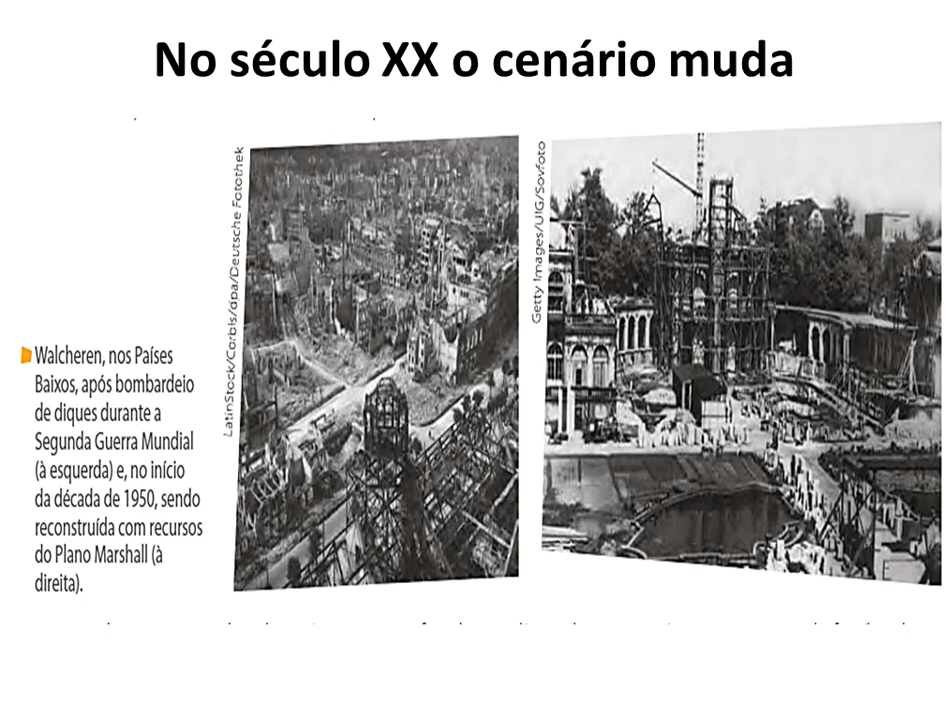 No século XX o cenário muda
LatinStock/Corbis/dpa/Deutsche Fotothek
Getty Images/UIG/Sovfoto
Walcheren, nos Países
Baixos, após bombardeio
de diques durante a
Segunda Guerra Mundial
(à esquerda) e, no início
da década de 1950, sendo
reconstruída com recursos
do Plano Marshall (à
direita).